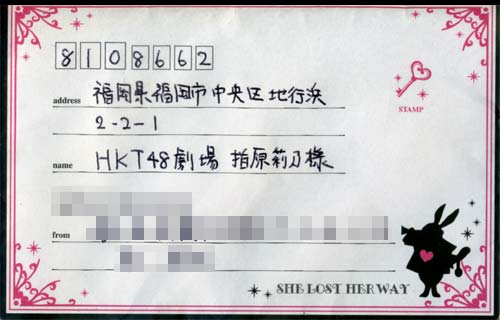 8108662
address 福岡県福岡市中央区地行浜
2-2-1
STAMP
name HKT48劇場 指原莉乃様
from
SHE LOST HER WAY